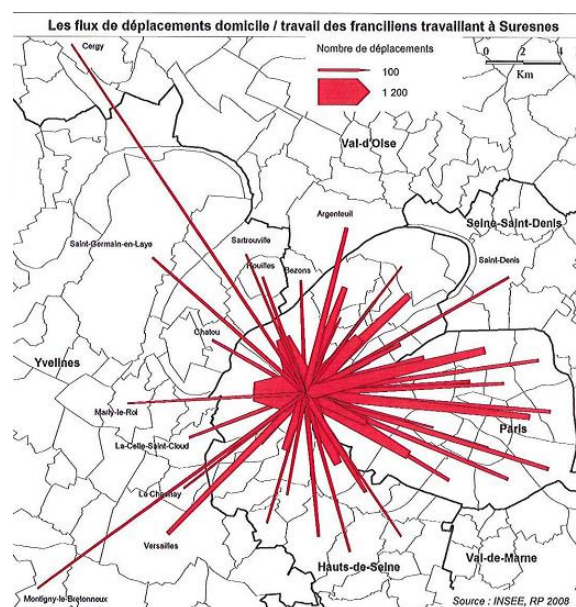 Les flux de déplacements domicile / travail des franciliens travaillant à Suresnes
Cergy
Nombre de déplacements
100
1 200
0 2 4
Km
Val-d'Oise
Argenteuil
Seine-Saint-Denis
Saint-Germain-en-Laye
Sartrouville
Saint-Denis
Houilles
Bezons
Chatou
Yvelines
Marly-le-Roi
Paris
La-Celle-Saint-Cloud
Le Chesnay
Versailles
Hauts-de-Seine
Val-de-Marne
Montigny-le-Bretonneux
Source : INSEE, RP 2008